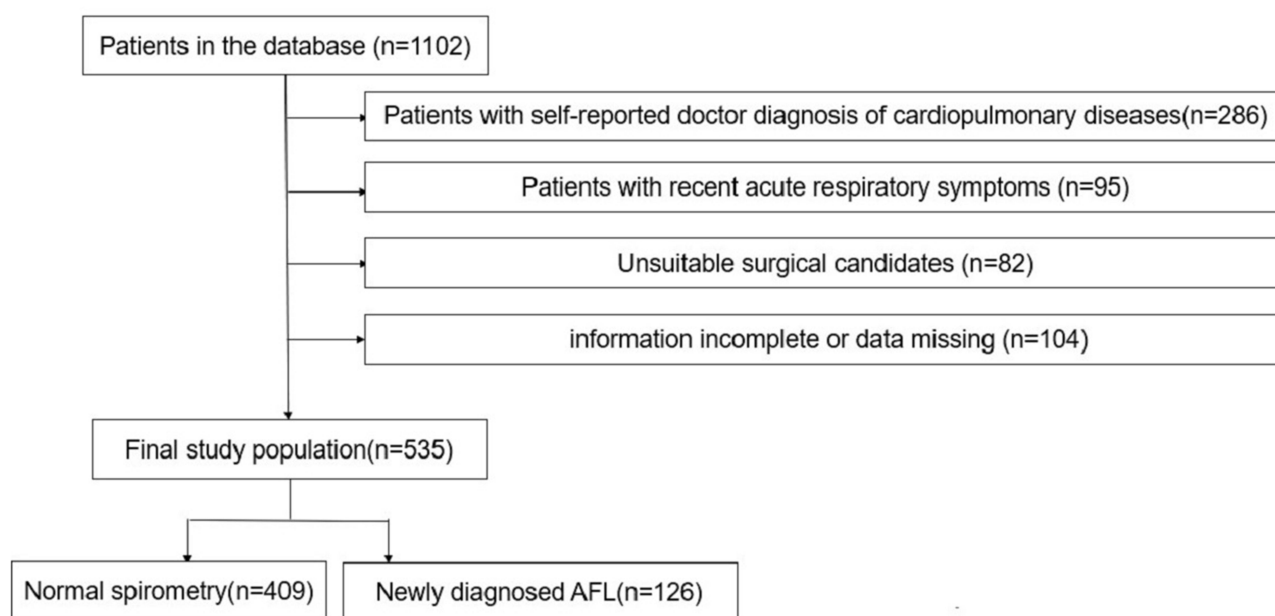 Patients in the database (n=1102)
Patients with self-reported doctor diagnosis of cardiopulmonary diseases(n=286)
Patients with recent acute respiratory symptoms (n=95)
Unsuitable surgical candidates (n=82)
information incomplete or data missing (n=104)
Final study population(n=535)
Normal spirometry(n=409)
Newly diagnosed AFL(n=126)